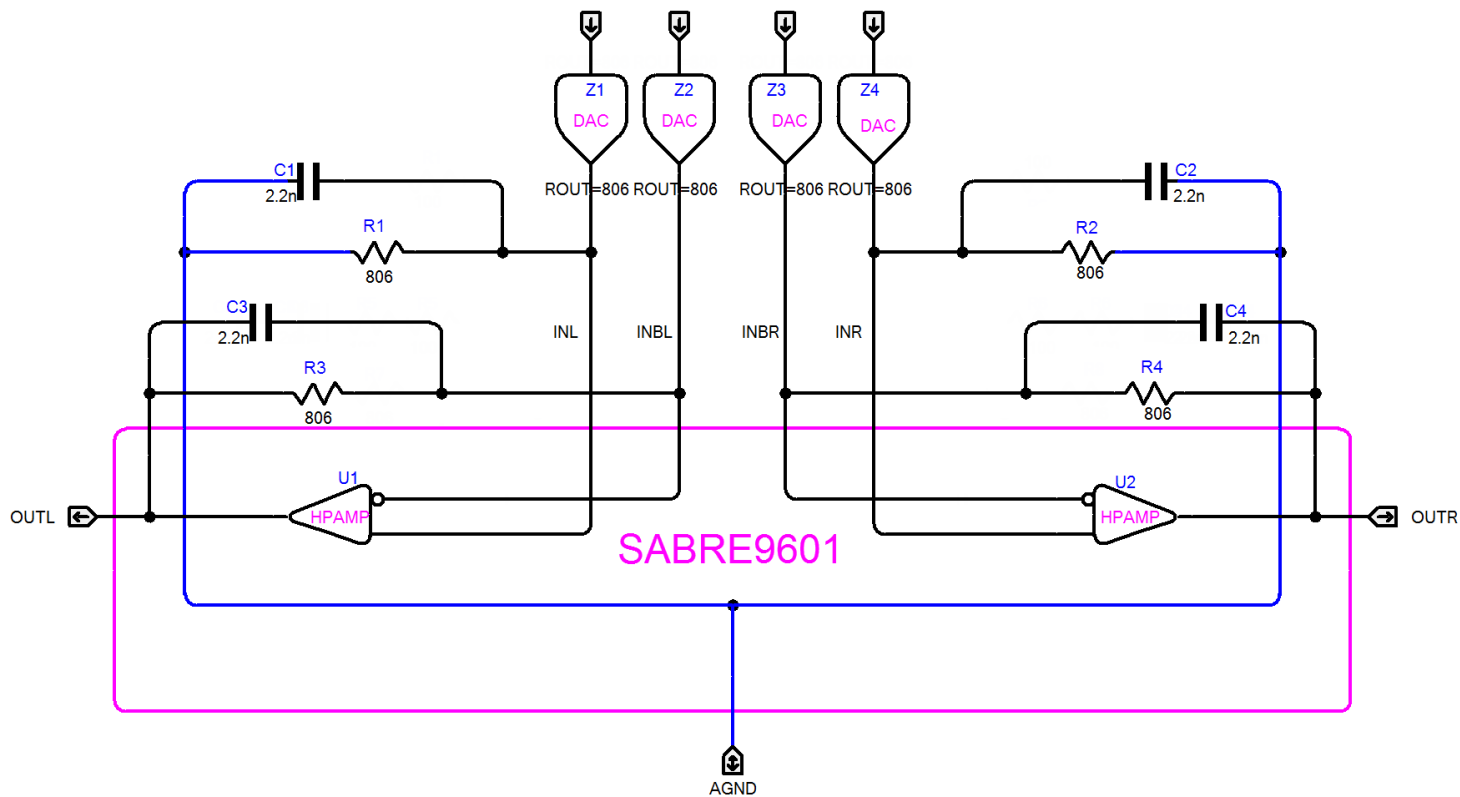 Z1
Z2
Z3
Z4
DAC
DAC
DAC
DAC
C1
2.2n
ROUT=806
ROUT=806
ROUT=806
ROUT=806
C2
2.2n
R1
806
R2
806
C3
2.2n
INL
INBL
INBR
INR
C4
2.2n
R3
806
R4
806
U1
HPAMP
U2
HPAMP
OUTL
OUTR
SABRE9601
AGND